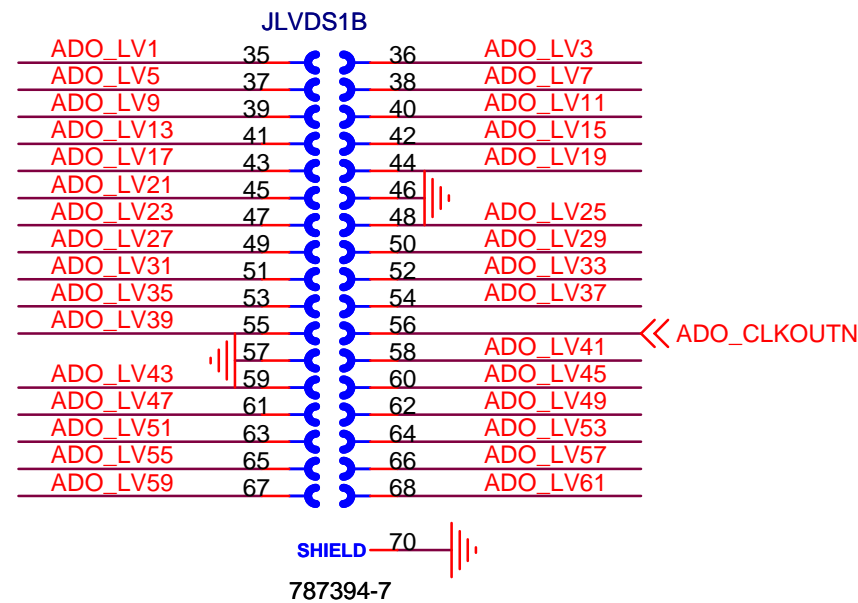 JLVDS1B
ADO_LV1 35 36 ADO_LV3
ADO_LV5 37 38 ADO_LV7
ADO_LV9 39 40 ADO_LV11
ADO_LV13 41 42 ADO_LV15
ADO_LV17 43 44 ADO_LV19
ADO_LV21 45 46
ADO_LV23 47 48 ADO_LV25
ADO_LV27 49 50 ADO_LV29
ADO_LV31 51 52 ADO_LV33
ADO_LV35 53 54 ADO_LV37
ADO_LV39 55 56 ADO_CLKOUTN
57 58 ADO_LV41
ADO_LV43 59 60 ADO_LV45
ADO_LV47 61 62 ADO_LV49
ADO_LV51 63 64 ADO_LV53
ADO_LV55 65 66 ADO_LV57
ADO_LV59 67 68 ADO_LV61
SHIELD 70
787394-7